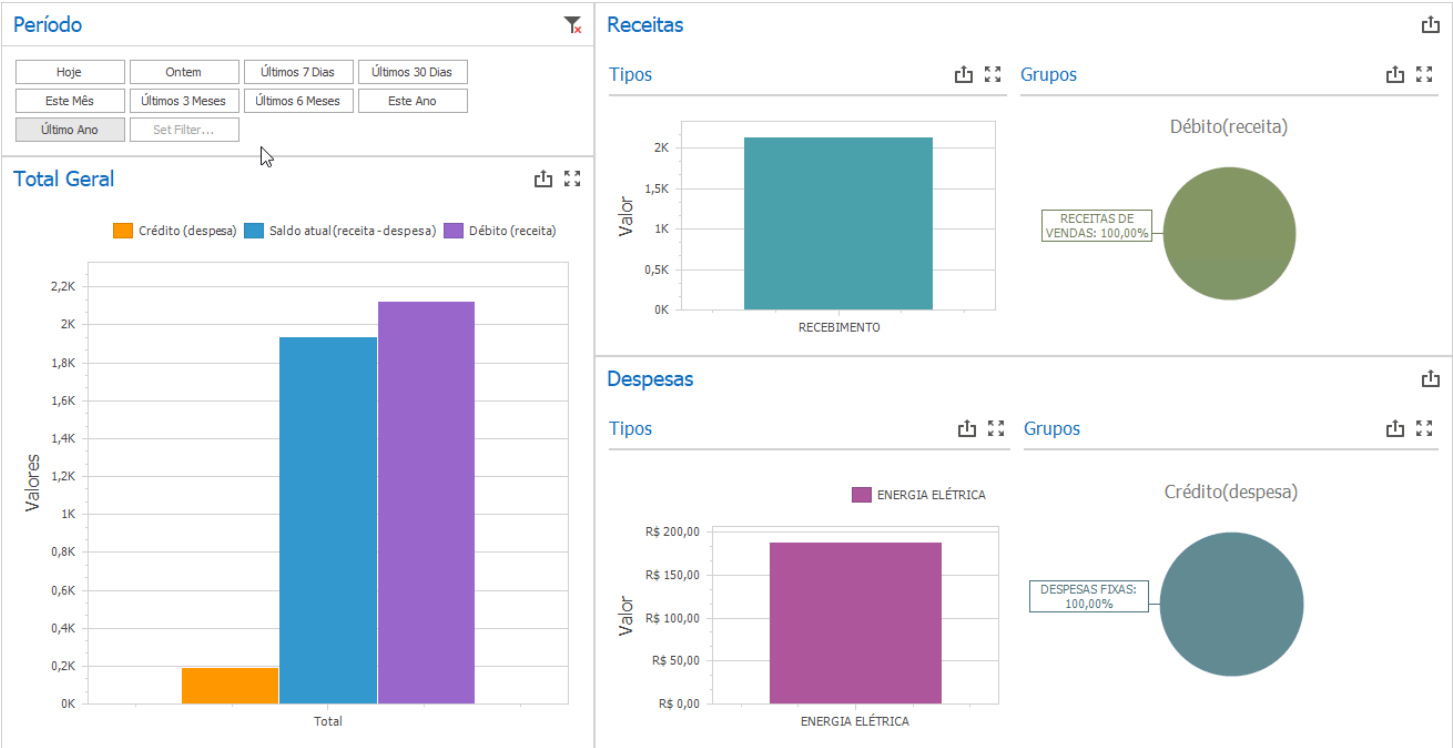 Período
Hoje
Ontem
Últimos 7 Dias
Últimos 30 Dias
Este Mês
Últimos 3 Meses
Últimos 6 Meses
Este Ano
Último Ano
Set Filter...
Total Geral
Crédito (despesa)
Saldo atual(receita - despesa)
Débito (receita)
Valores
2,2K
2K
1,8K
1,6K
1,4K
1,2K
1K
0,8K
0,6K
0,4K
0,2K
0K
Total
Receitas
Tipos
Valor
2K
1,5K
1K
0,5K
0K
RECEBIMENTO
Grupos
Débito(receita)
RECEITAS DE
VENDAS: 100,00%
Despesas
Tipos
ENERGIA ELÉTRICA
Valor
R$ 200,00
R$ 150,00
R$ 100,00
R$ 50,00
R$ 0,00
ENERGIA ELÉTRICA
Grupos
Crédito(despesa)
DESPESAS FIXAS:
100,00%